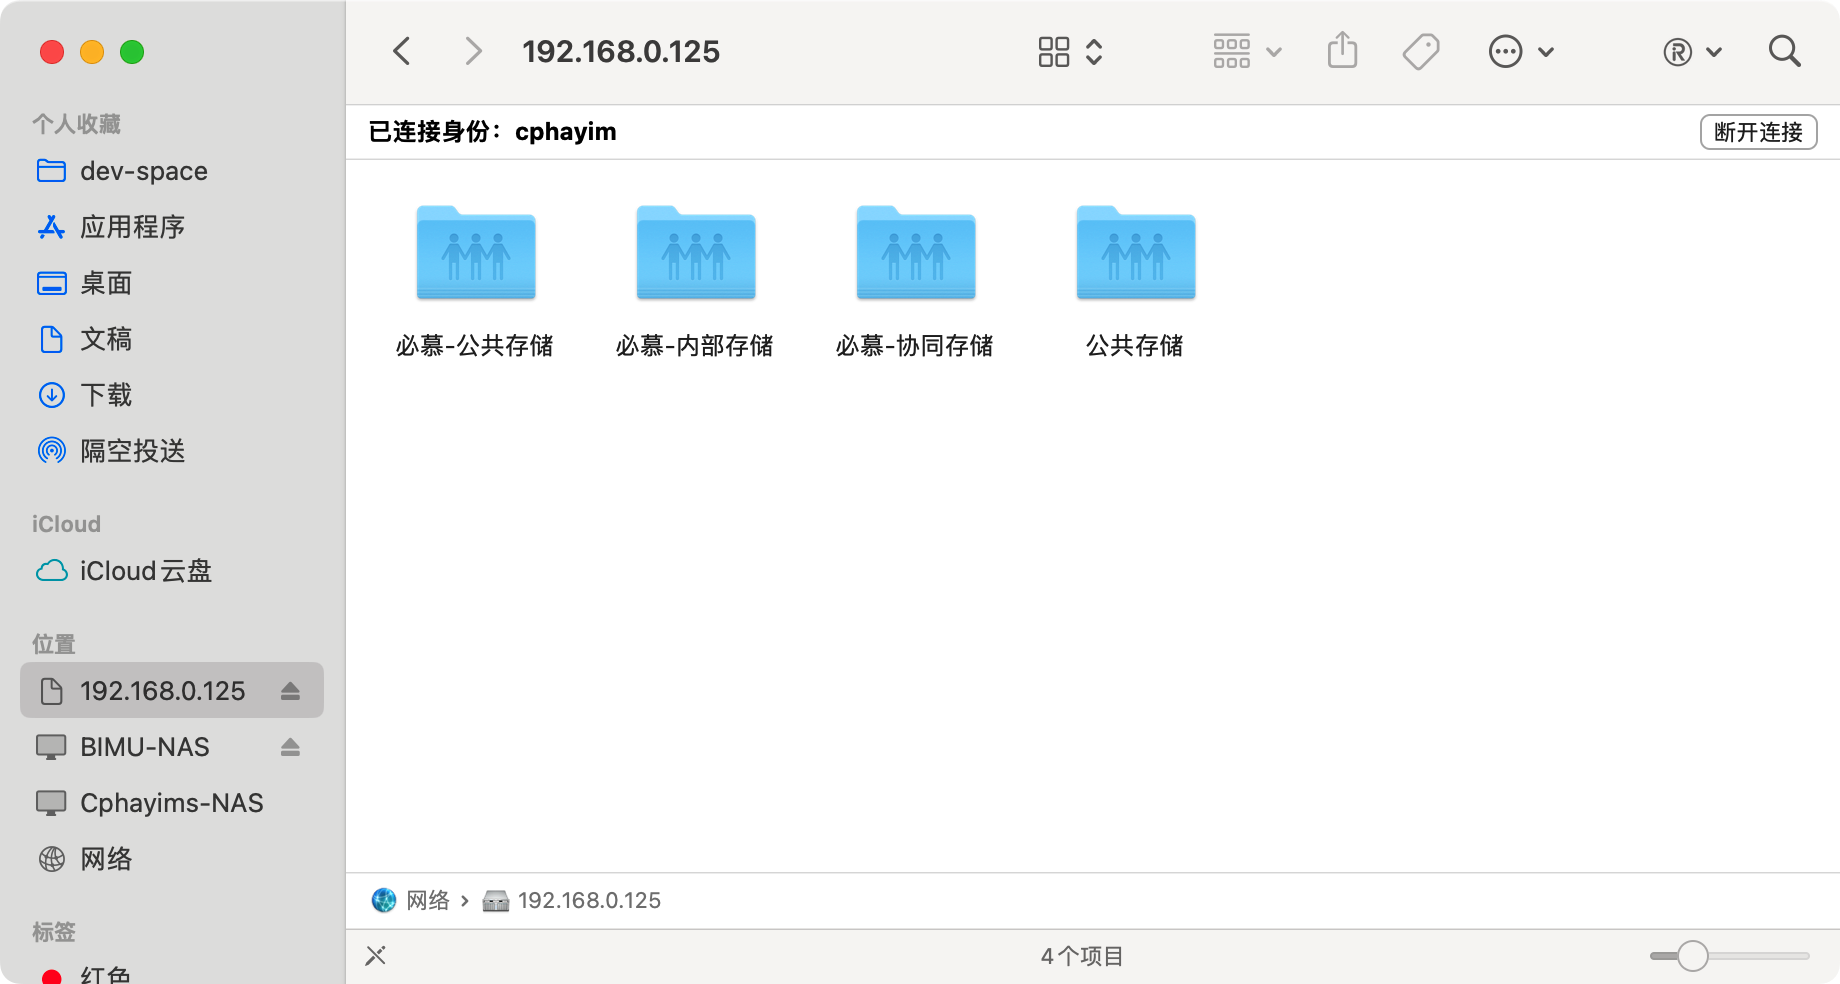 192.168.0.125
个人收藏
dev-space
应用程序
桌面
文稿
下载
隔空投送
iCloud
iCloud云盘
位置
192.168.0.125
BIMU-NAS
Cphayims-NAS
网络
标签
红色
已连接身份：cphayim
断开连接
必慕-公共存储
必慕-内部存储
必慕-协同存储
公共存储
网络 › 192.168.0.125
4个项目